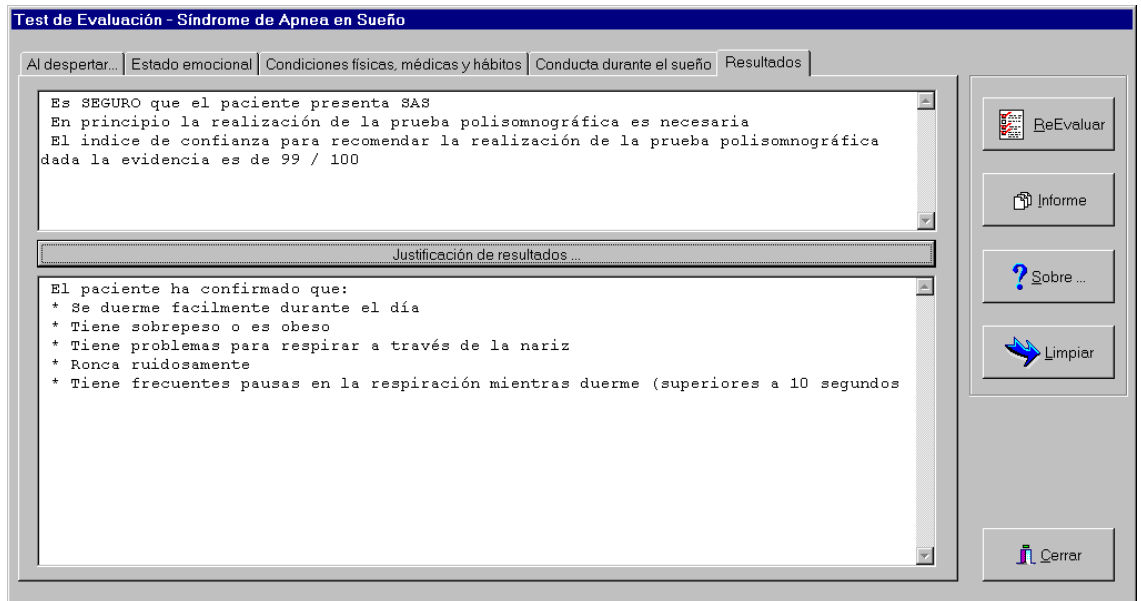 Test de Evaluación - Síndrome de Apnea en Sueño
Al despertar... Estado emocional Condiciones físicas, médicas y hábitos Conducta durante el sueño Resultados
Es SEGURO que el paciente presenta SAS
En principio la realización de la prueba polisomnográfica es necesaria
El indice de confianza para recomendar la realización de la prueba polisomnográfica
dada la evidencia es de 99 / 100
Justificación de resultados ...
El paciente ha confirmado que:
* Se duerme facilmente durante el día
* Tiene sobrepeso o es obeso
* Tiene problemas para respirar a través de la nariz
* Ronca ruidosamente
* Tiene frecuentes pausas en la respiración mientras duerme (superiores a 10 segundos
ReEvaluar
Informe
Sobre ...
Limpiar
Cerrar